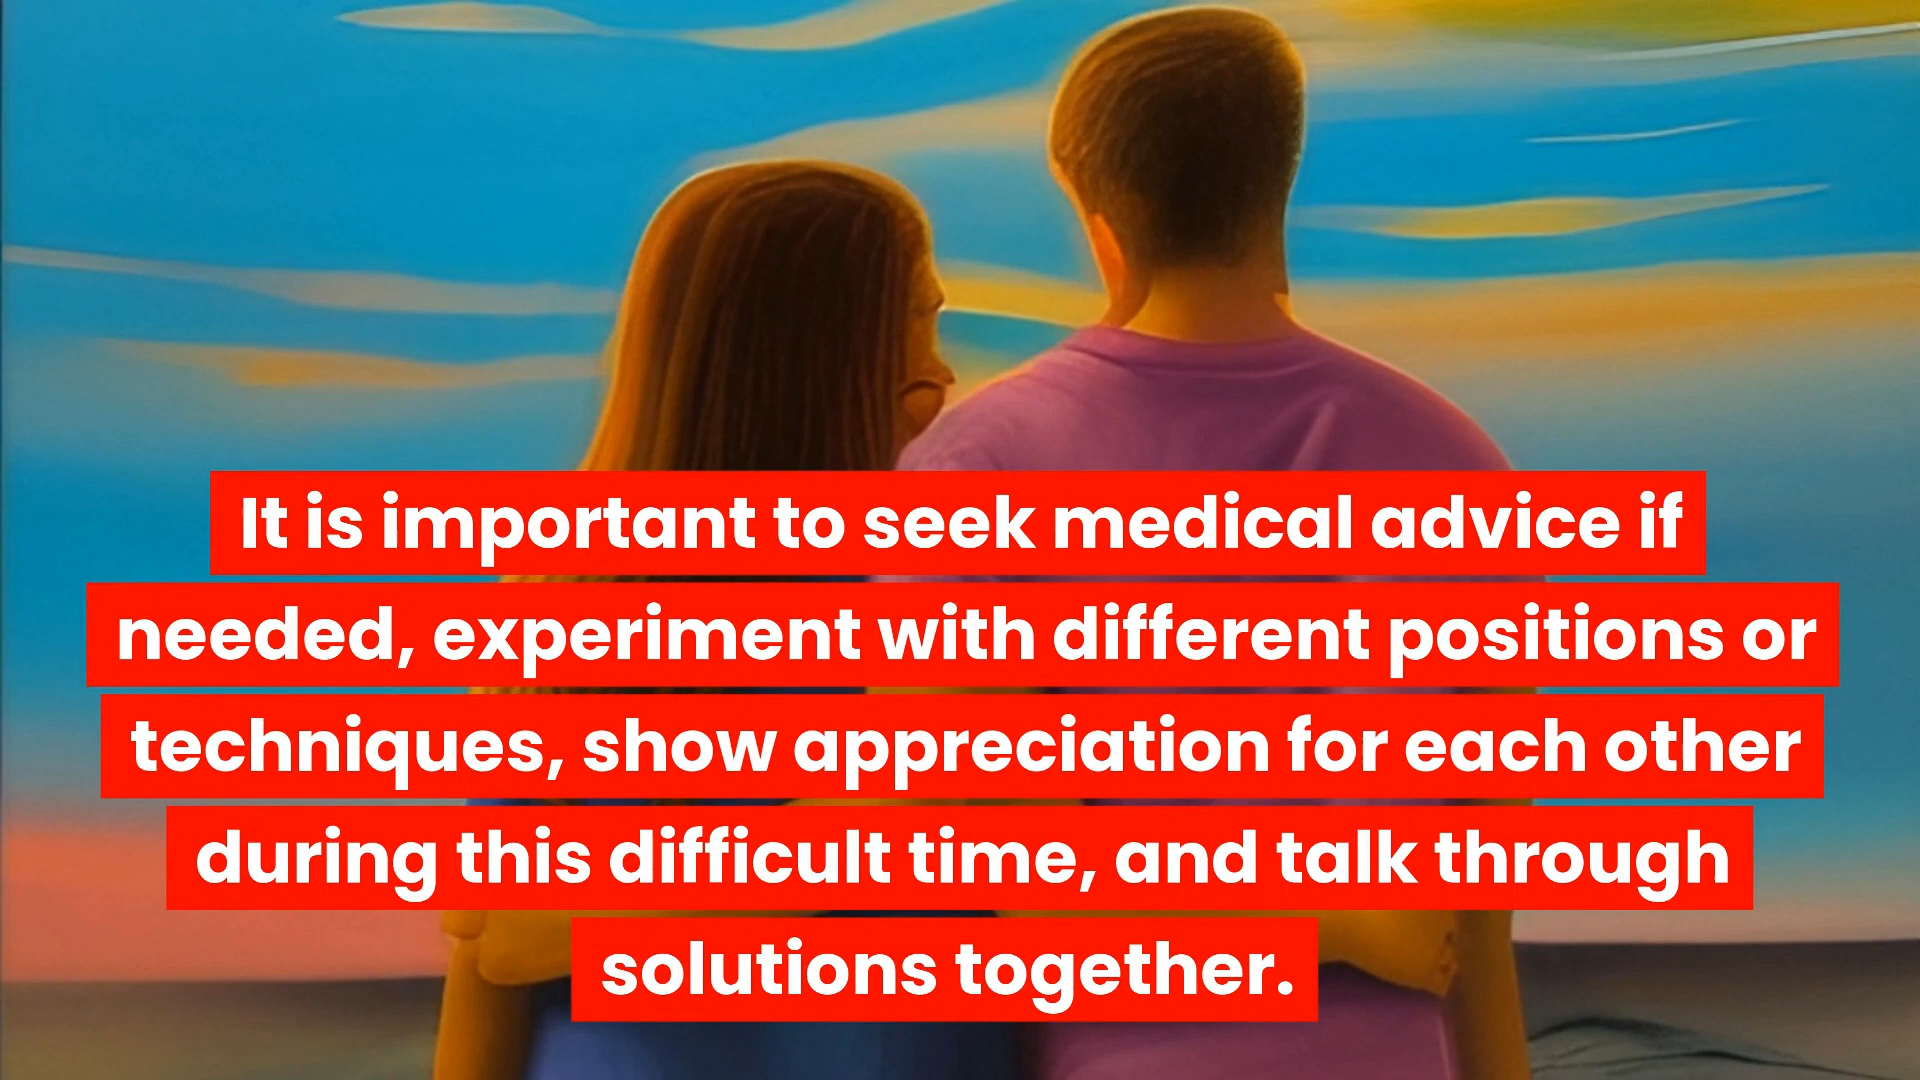 It is important to seek medical advice if
needed, experiment with different positions or
techniques, show appreciation for each other
during this difficult time, and talk through
solutions together.